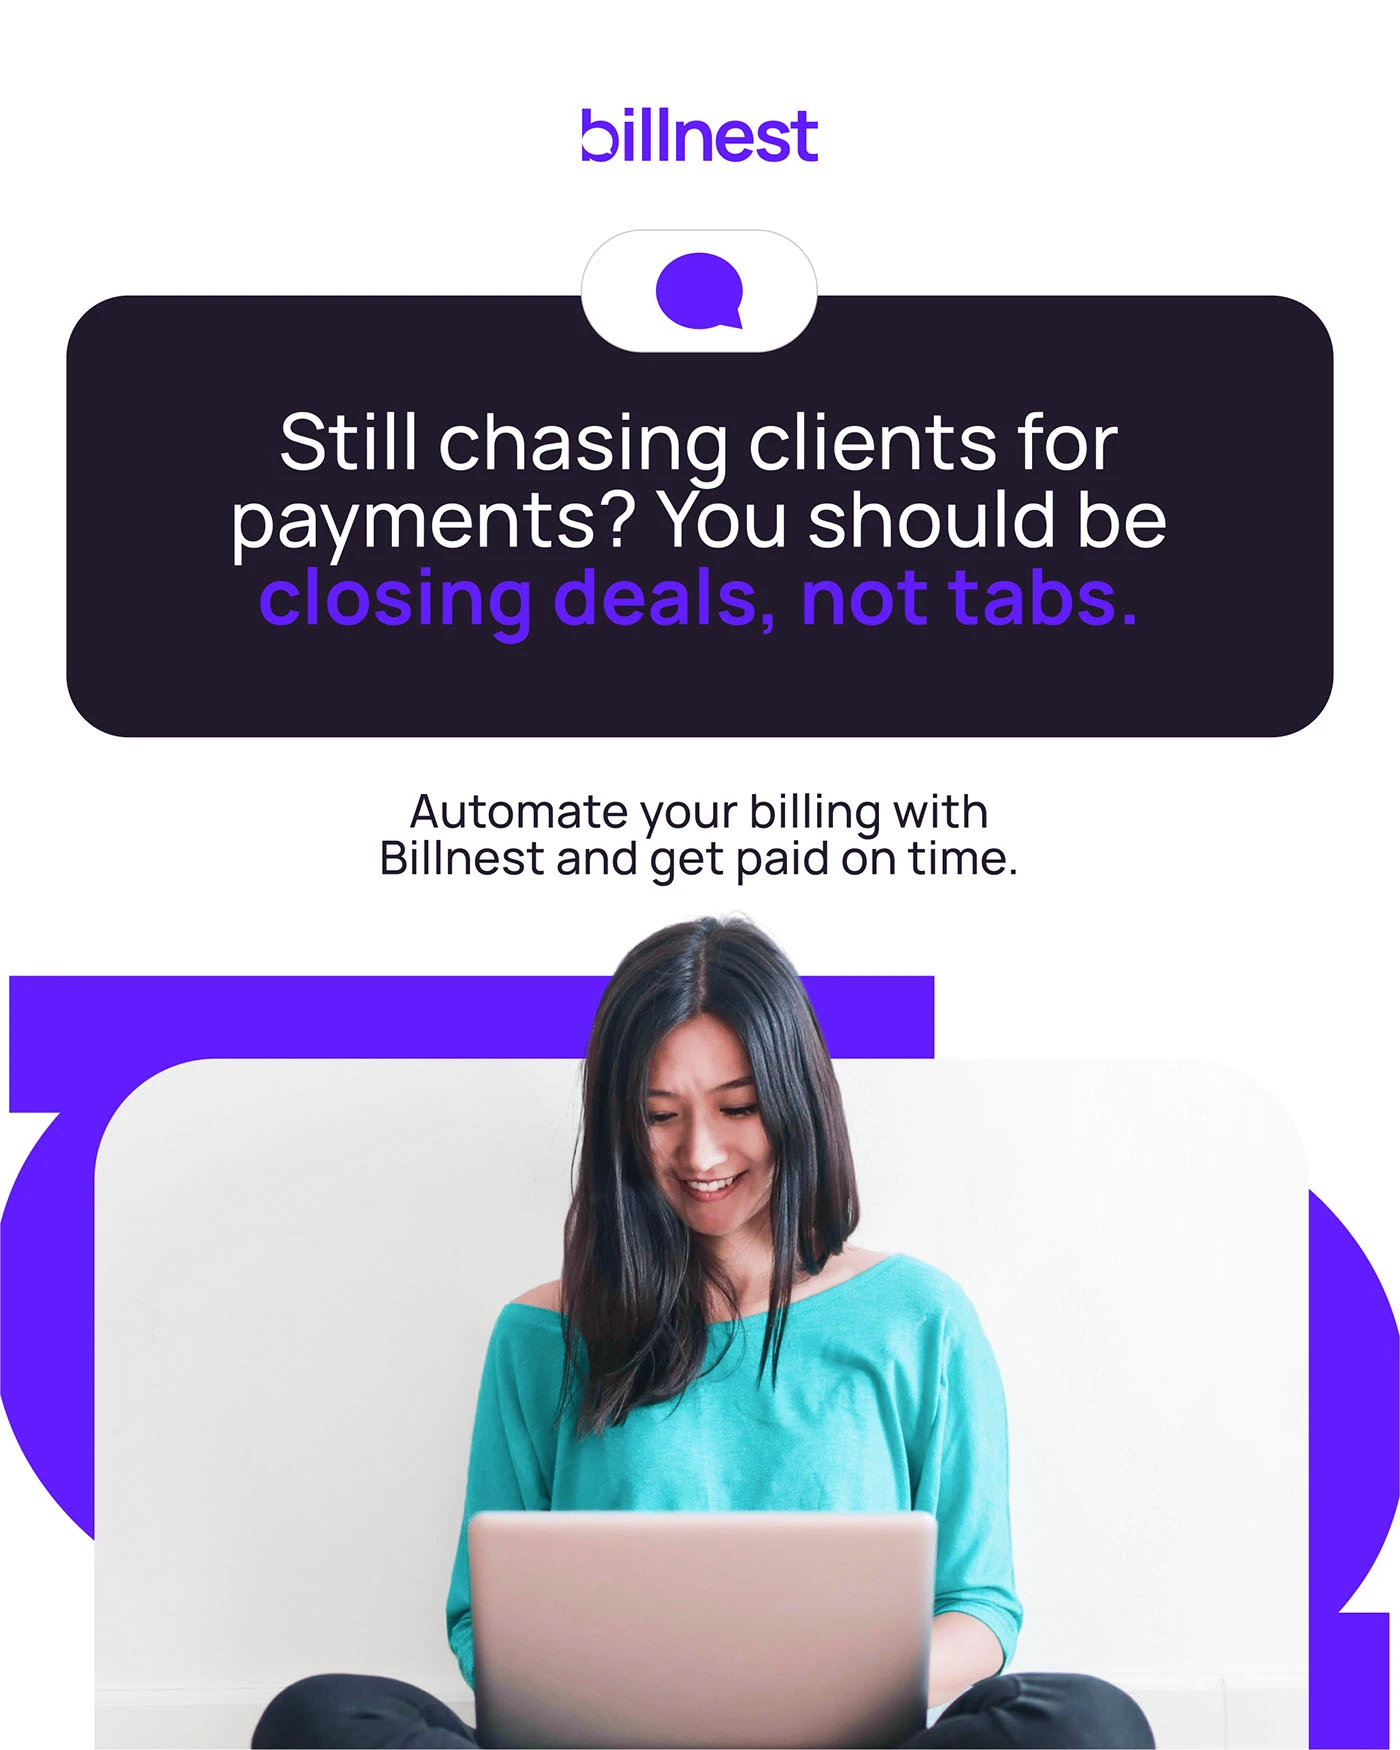 billnest
Still chasing clients for
payments? You should be
closing deals, not tabs.
Automate your billing with
Billnest and get paid on time.